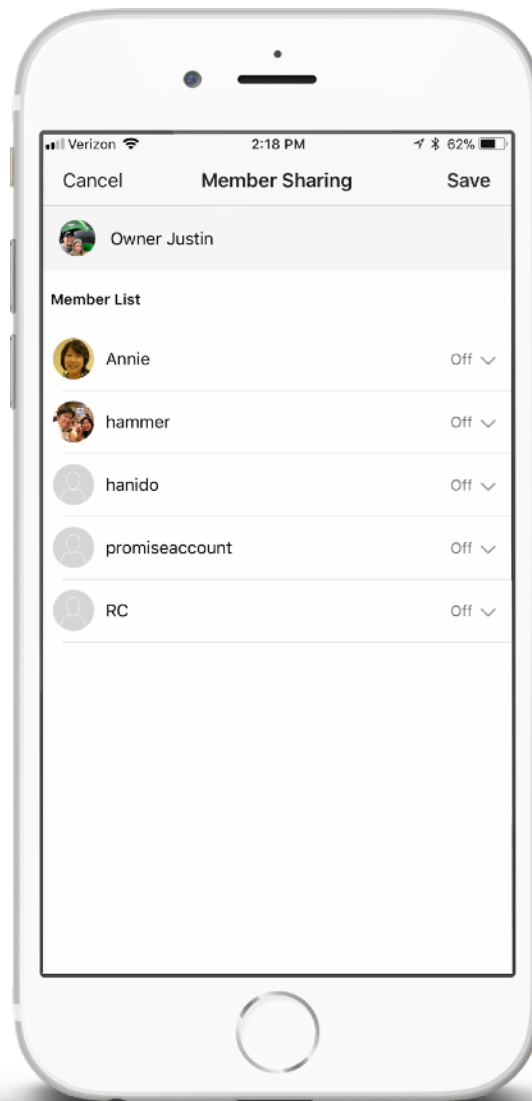 Verizon 2:18 PM 62%
Cancel Member Sharing Save
Owner Justin
Member List
Annie Off
hammer Off
hanido Off
promiseaccount Off
RC Off